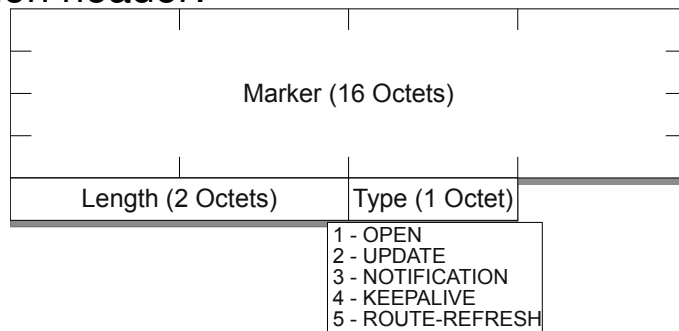 header:
Marker (16 Octets)
Length (2 Octets) Type (1 Octet)
1 - OPEN
2 - UPDATE
3 - NOTIFICATION
4 - KEEPALIVE
5 - ROUTE-REFRESH